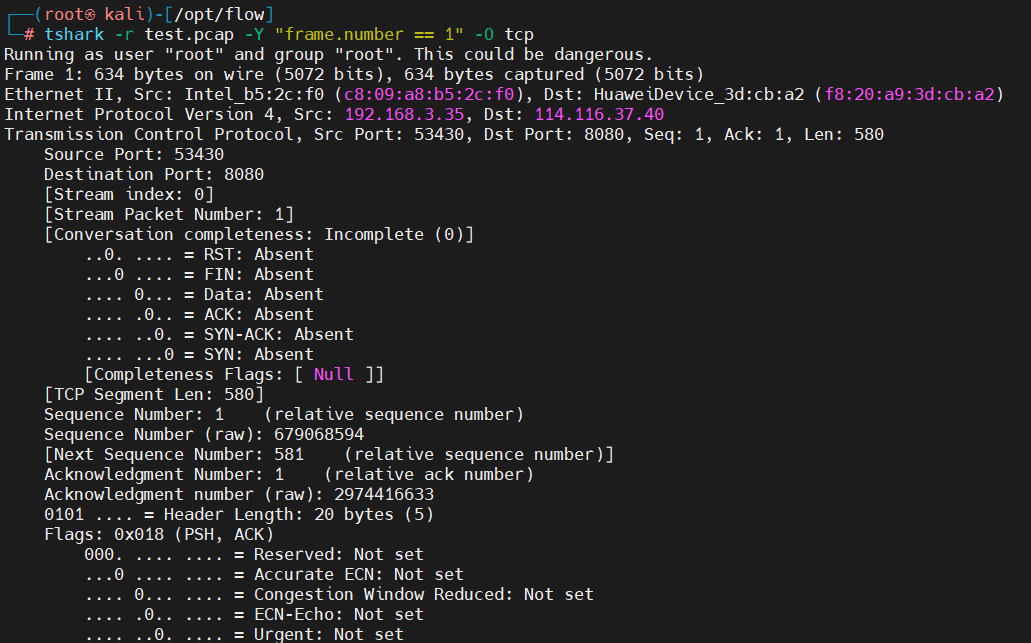 ┌──(root㉿ kali)-[/opt/flow]
└─# tshark -r test.pcap -Y "frame.number == 1" -O tcp
Running as user "root" and group "root". This could be dangerous.
Frame 1: 634 bytes on wire (5072 bits), 634 bytes captured (5072 bits)
Ethernet II, Src: Intel_b5:2c:f0 (c8:09:a8:b5:2c:f0), Dst: HuaweiDevice_3d:cb:a2 (f8:20:a9:3d:cb:a2)
Internet Protocol Version 4, Src: 192.168.3.35, Dst: 114.116.37.40
Transmission Control Protocol, Src Port: 53430, Dst Port: 8080, Seq: 1, Ack: 1, Len: 580
    Source Port: 53430
    Destination Port: 8080
    [Stream index: 0]
    [Stream Packet Number: 1]
    [Conversation completeness: Incomplete (0)]
        ..0. .... = RST: Absent
        ...0 .... = FIN: Absent
        .... 0... = Data: Absent
        .... .0.. = ACK: Absent
        .... ..0. = SYN-ACK: Absent
        .... ...0 = SYN: Absent
        [Completeness Flags: [ Null ]]
    [TCP Segment Len: 580]
    Sequence Number: 1    (relative sequence number)
    Sequence Number (raw): 679068594
    [Next Sequence Number: 581    (relative sequence number)]
    Acknowledgment Number: 1    (relative ack number)
    Acknowledgment number (raw): 2974416633
    0101 .... = Header Length: 20 bytes (5)
    Flags: 0x018 (PSH, ACK)
        000. .... .... = Reserved: Not set
        ...0 .... .... = Accurate ECN: Not set
        .... 0... .... = Congestion Window Reduced: Not set
        .... .0.. .... = ECN-Echo: Not set
        .... ..0. .... = Urgent: Not set